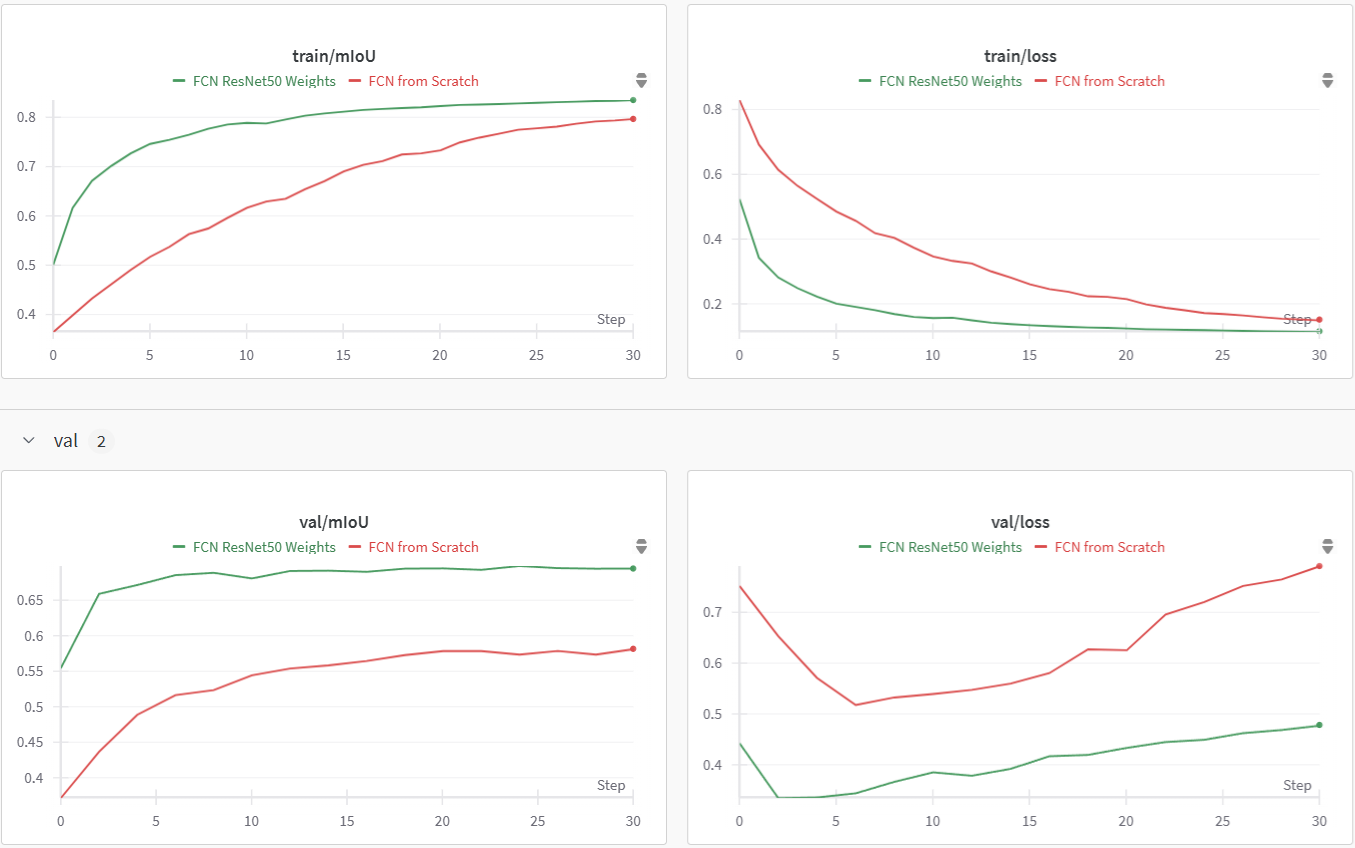 train/mIoU
FCN ResNet50 Weights FCN from Scratch
0.8
0.7
0.6
0.5
0.4
Step
0 5 10 15 20 25 30
train/loss
FCN ResNet50 Weights FCN from Scratch
0.8
0.6
0.4
0.2
Step
0 5 10 15 20 25 30
val 2
val/mIoU
FCN ResNet50 Weights FCN from Scratch
0.65
0.6
0.55
0.5
0.45
0.4
Step
0 5 10 15 20 25 30
val/loss
FCN ResNet50 Weights FCN from Scratch
0.7
0.6
0.5
0.4
Step
0 5 10 15 20 25 30